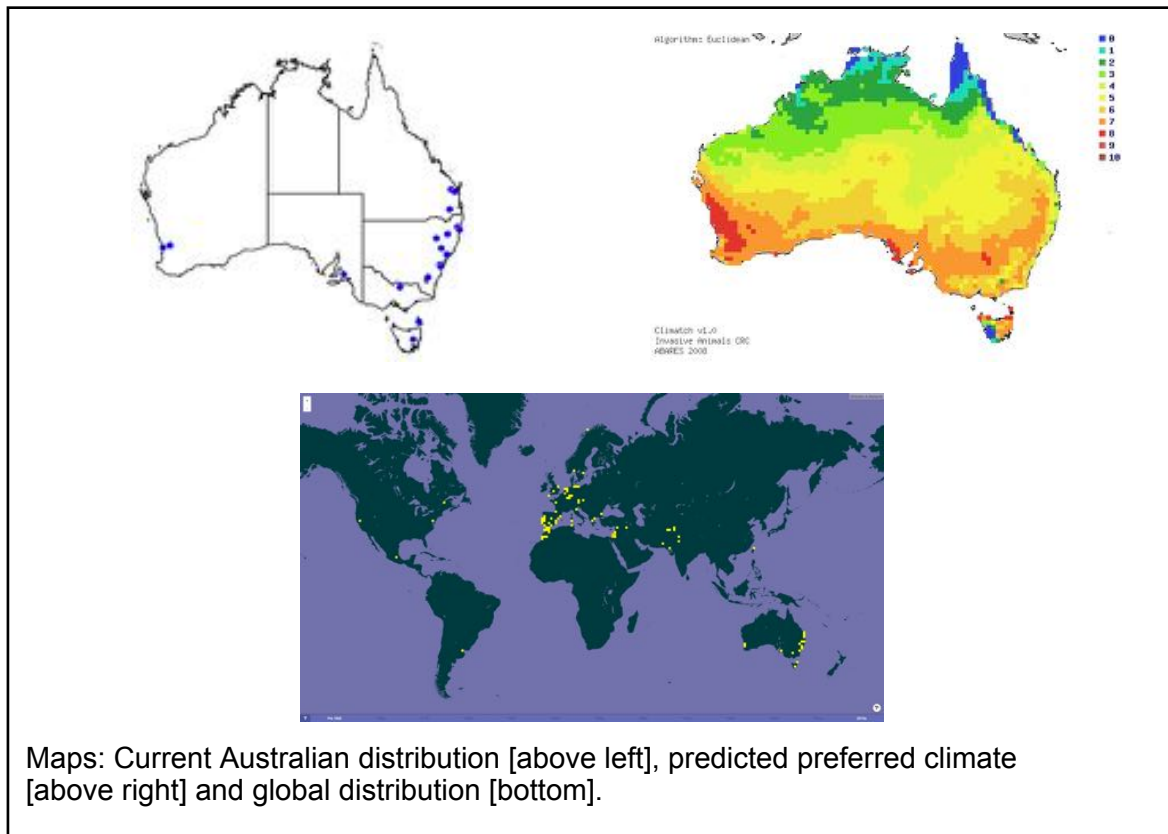 Algorithm: Euclidean
0
1
2
3
4
5
6
7
8
9
10
Climatch v1.0
Invasive Animals CRC
ABARES 2008
Maps: Current Australian distribution [above left], predicted preferred climate
[above right] and global distribution [bottom].